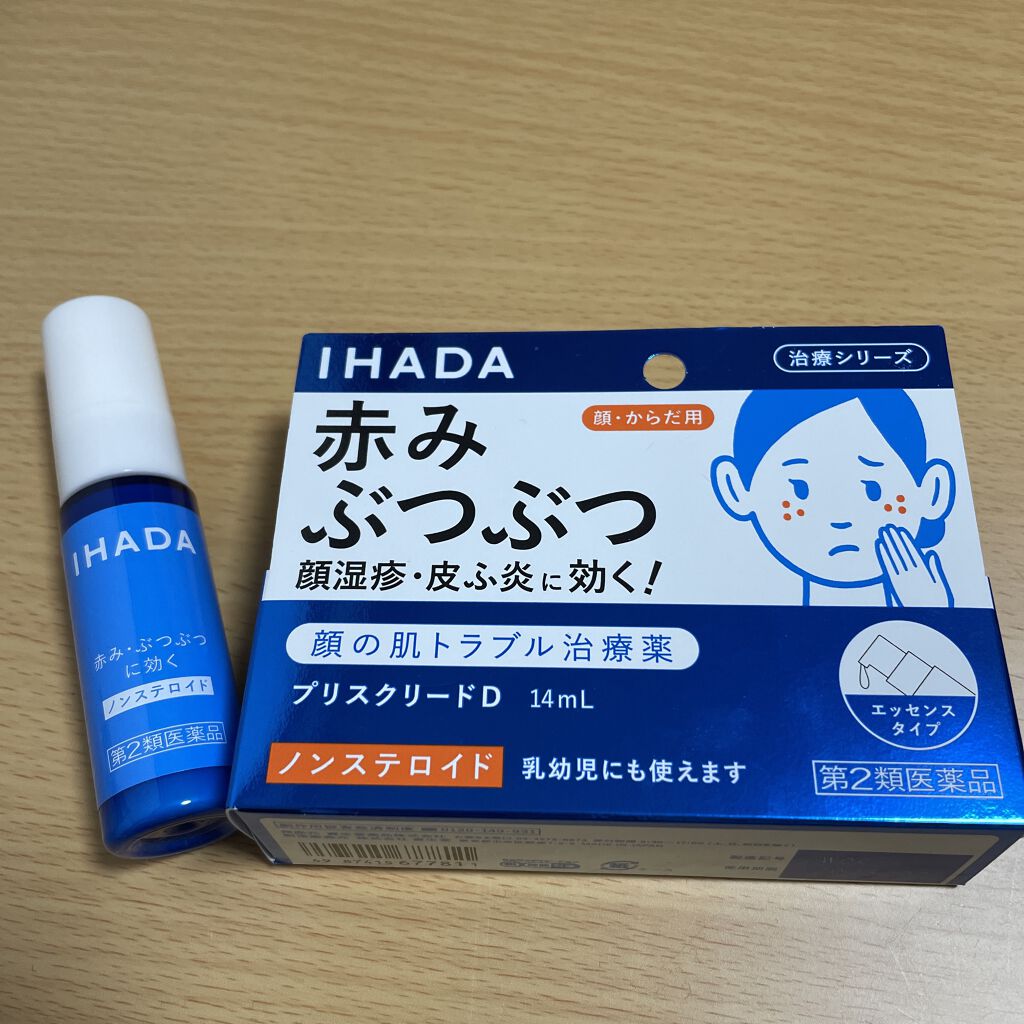 IHADA
赤み・ぶつぶつ
に効く
ノンステロイド
第2類医薬品
IHADA
治療シリーズ
顔・からだ用
赤み
ぶつぶつ
顔湿疹・皮ふ炎に効く!
顔の肌トラブル治療薬
プリスクリードD 14mL
エッセンス
タイプ
ノンステロイド 乳幼児にも使えます
第2類医薬品